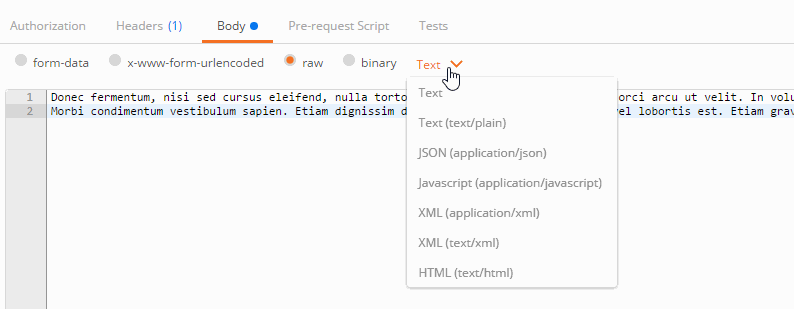 Authorization Headers (1) Body Pre-request Script Tests
form-data x-www-form-urlencoded raw binary Text
1 Donec fermentum, nisi sed cursus eleifend, nulla torto orci arcu ut velit. In volu
2 Morbi condimentum vestibulum sapien. Etiam dignissim d vel lobortis est. Etiam grav
Text
Text (text/plain)
JSON (application/json)
Javascript (application/javascript)
XML (application/xml)
XML (text/xml)
HTML (text/html)